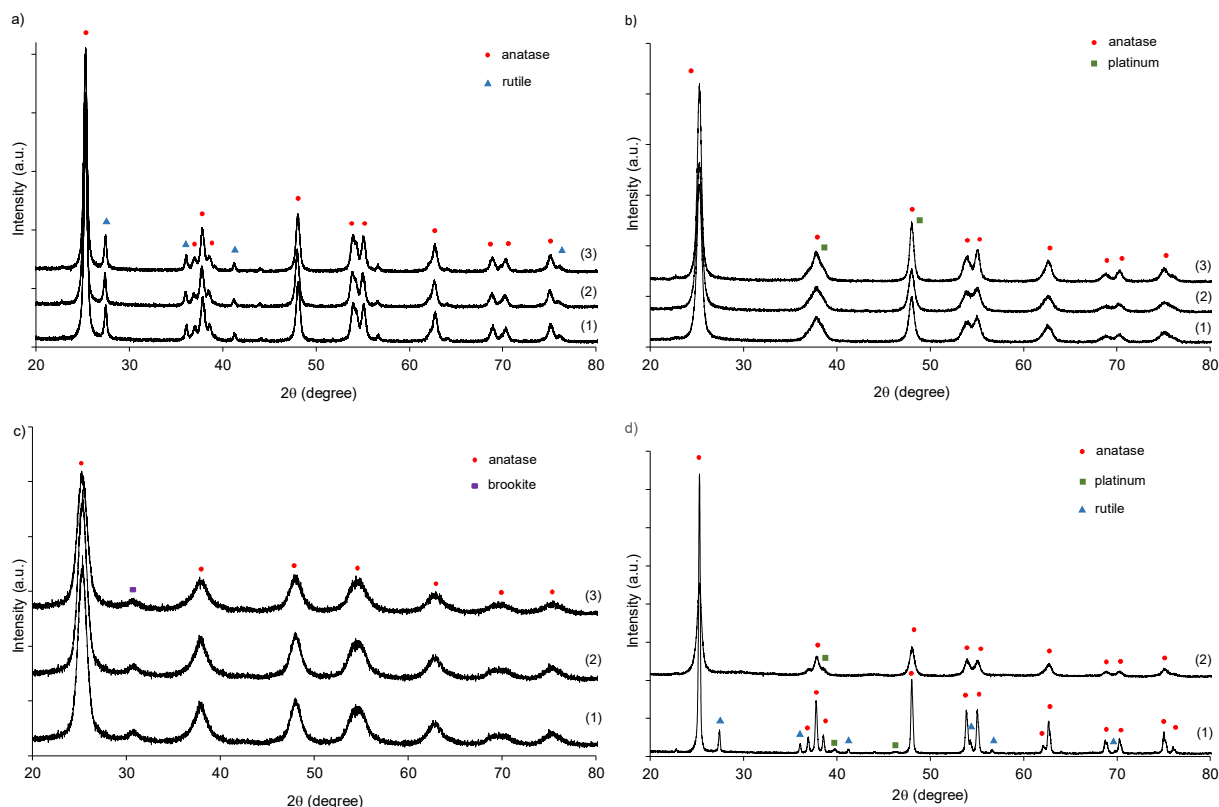 a)
anatase
rutile
Intensity (a.u.)
(3)
(2)
(1)
20 30 40 50 60 70 80
2θ (degree)
b)
anatase
platinum
Intensity (a.u.)
(3)
(2)
(1)
20 30 40 50 60 70 80
2θ (degree)
c)
anatase
brookite
Intensity (a.u.)
(3)
(2)
(1)
20 30 40 50 60 70 80
2θ (degree)
d)
anatase
platinum
rutile
Intensity (a.u.)
(2)
(1)
20 30 40 50 60 70 80
2θ (degree)